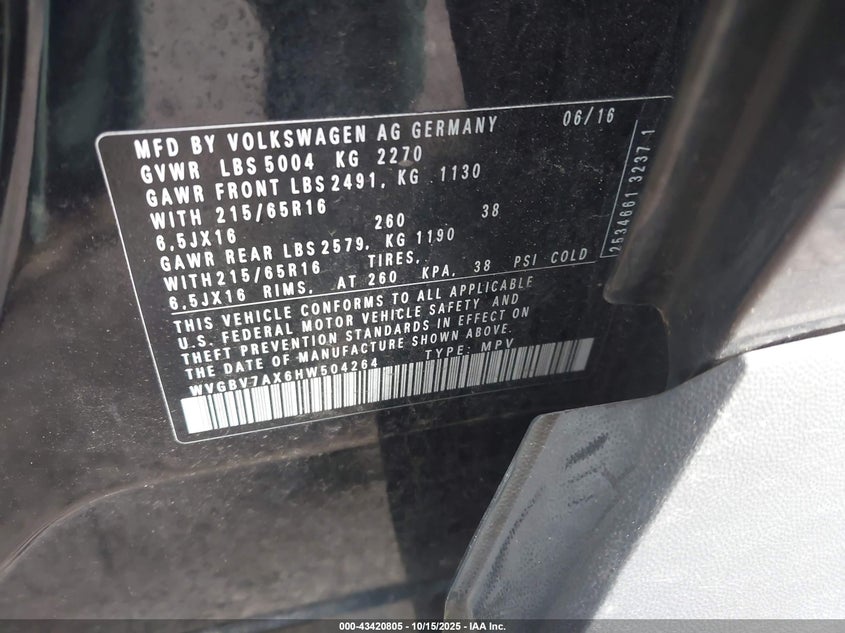 MFD BY VOLKSWAGEN AG GERMANY 06/16
GVWR LBS 5004 KG 2270
GAWR FRONT LBS 2491, KG 1130
WITH 215/65R16
6,5JX16 260 38
GAWR REAR LBS 2579, KG 1190
WITH 215/65R16 TIRES,
6,5JX16 RIMS, AT 260 KPA, 38 PSI COLD
THIS VEHICLE CONFORMS TO ALL APPLICABLE
U.S. FEDERAL MOTOR VEHICLE SAFETY AND
THEFT PREVENTION STANDARDS IN EFFECT ON
THE DATE OF MANUFACTURE SHOWN ABOVE.
WVGBV7AX6HW504264 TYPE: MPV
2534661 3237 1
000-43420805 - 10/15/2025 - IAA Inc.